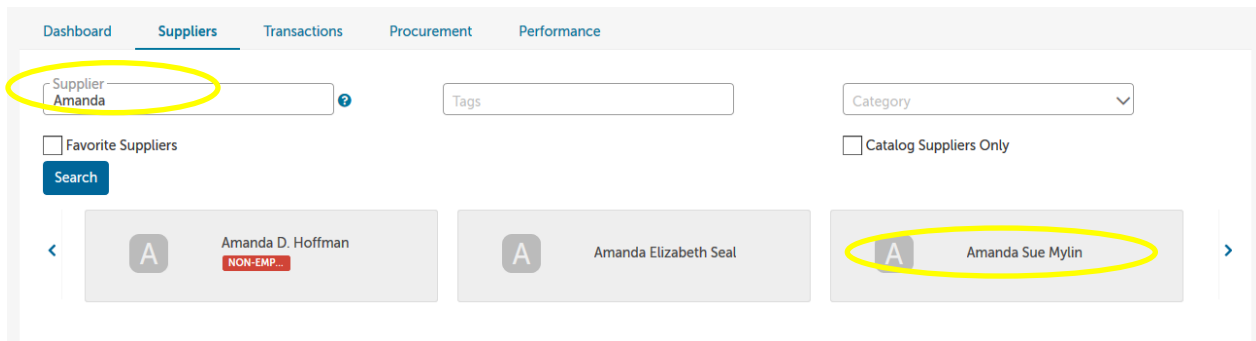 Dashboard Suppliers Transactions Procurement Performance
Supplier
Amanda
?
Tags
Category
Favorite Suppliers
Catalog Suppliers Only
Search
A
Amanda D. Hoffman
NON-EMP...
A
Amanda Elizabeth Seal
A
Amanda Sue Mylin